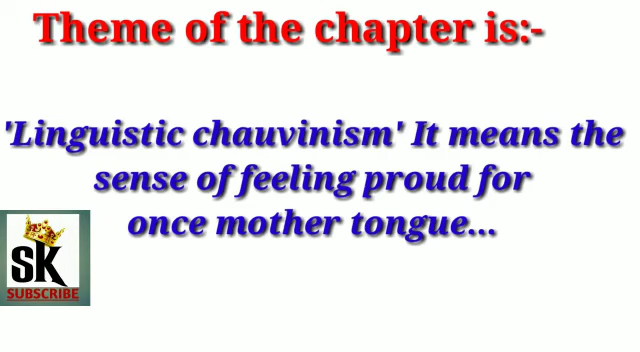 Theme of the chapter is:-
'Linguistic chauvinism' It means the
sense of feeling proud for
once mother tongue...
SK
SUBSCRIBE